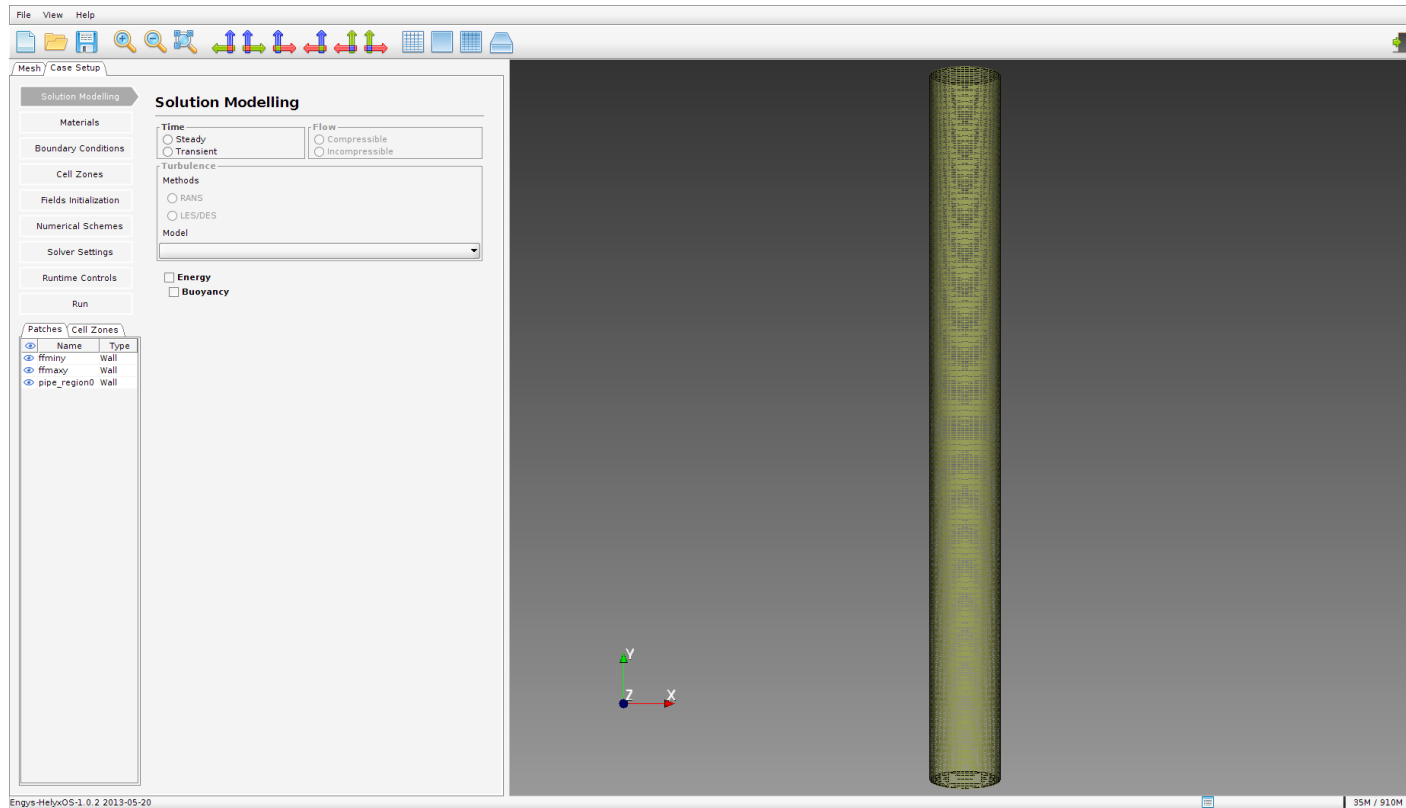 File View Help
Mesh Case Setup
Solution Modelling
Materials
Boundary Conditions
Cell Zones
Fields Initialization
Numerical Schemes
Solver Settings
Runtime Controls
Run
Solution Modelling
Time
Steady
Transient
Flow
Compressible
Incompressible
Turbulence
Methods
RANS
LES/DES
Model
Energy
Buoyancy
Patches Cell Zones
Name Type
ffminy Wall
ffmaxy Wall
pipe_region0 Wall
Y
Z X
Engys-HelyxOS-1.0.2 2013-05-20
35M / 910M